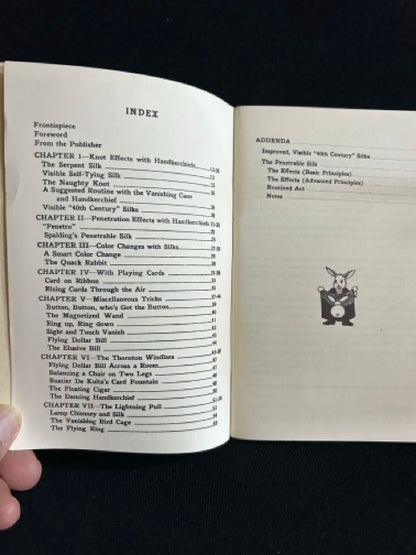 INDEX
Frontispiece
Foreword
From the Publisher
CHAPTER I—Knot Effects with Handkerchiefs
The Serpent Silk
Visible Self-Tying Silk
The Naughty Knot
A Suggested Routine with the Vanishing Case
and Handkerchief
Visible "40th Century" Silks
CHAPTER II—Penetration Effects with Handkerchiefs
"Penetro"
Spalding's Penetrable Silk
CHAPTER III—Color Changes with Silks
A Smart Color Change
The Quack Rabbit
CHAPTER IV—With Playing Cards
Card on Ribbon
Rising Cards Through the Air
CHAPTER V—Miscellaneous Tricks
Button, Button, who's Got the Button
The Magnetized Wand
Ring up, Ring down
Sight and Touch Vanish
Flying Dollar Bill
The Elusive Bill
CHAPTER VI—The Thornton Windlass
Flying Dollar Bill Across a Room
Balancing a Chair on Two Legs
Buatier De Kolta's Card Fountain
The Floating Cigar
The Dancing Handkerchief
CHAPTER VII—The Lightning Pull
Lamp Chimney and Silk
The Vanishing Bird Cage
The Flying Ring
ADDENDA
Improved, Visible "40th Century" Silks
The Penetrable Silk
The Effects (Basic Principles)
The Effects (Advanced Principles)
Routined Act
Notes